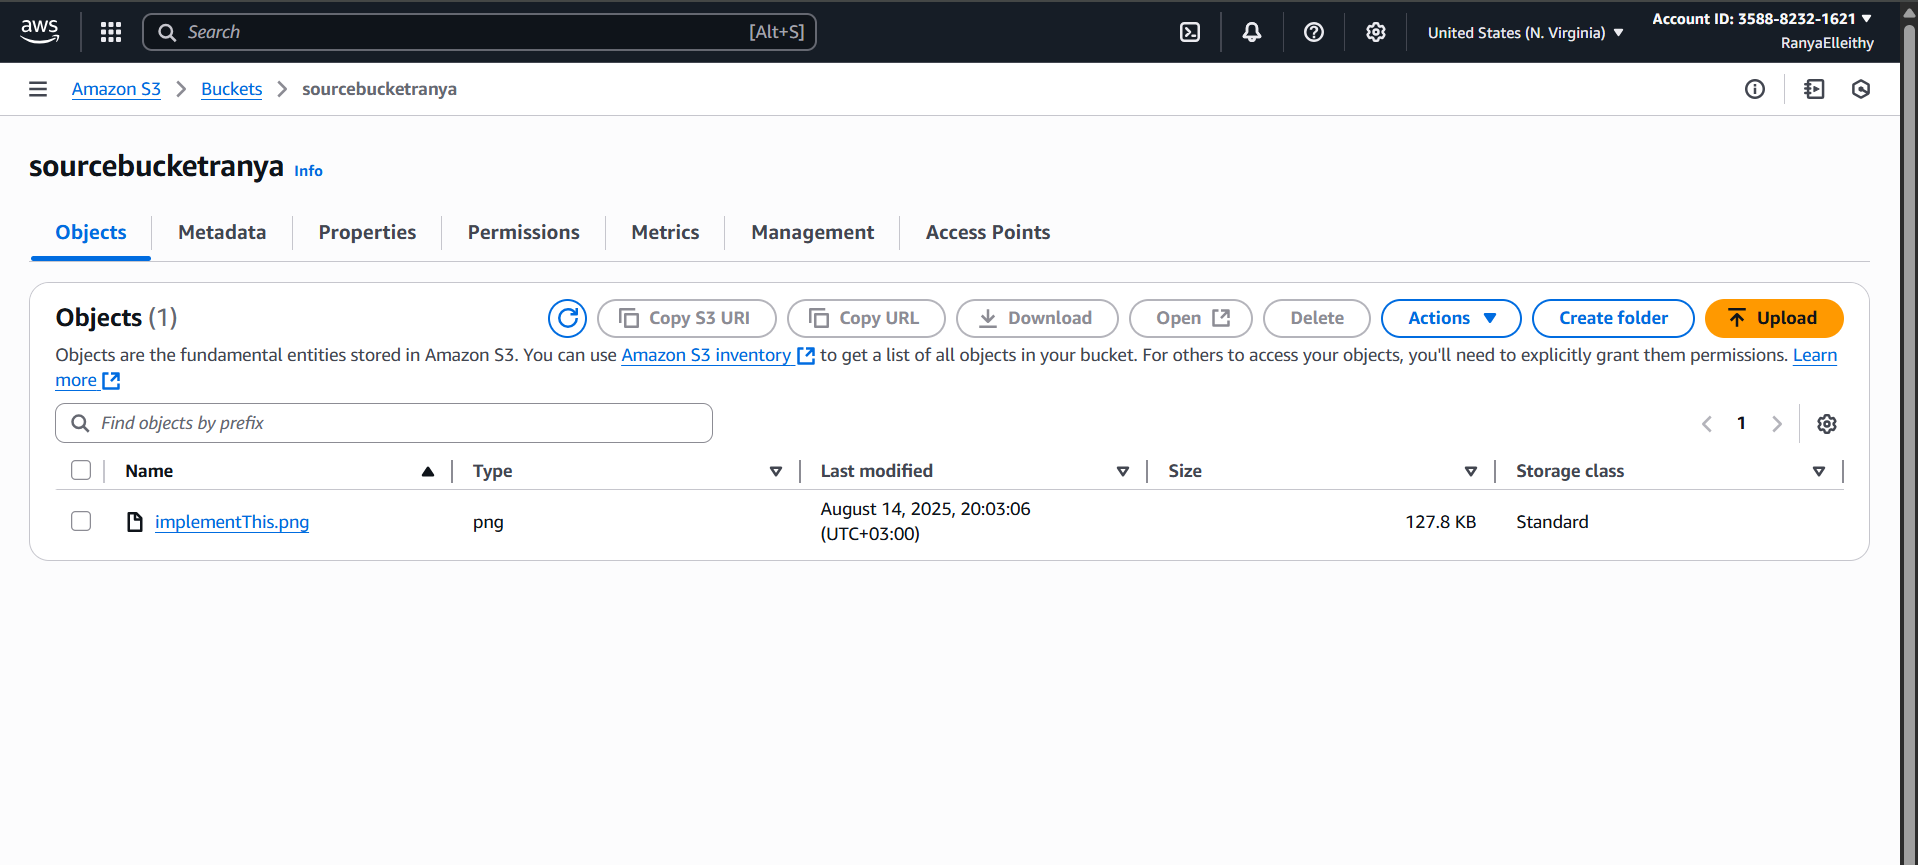 aws
Search [Alt+S]
United States (N. Virginia)
Account ID: 3588-8232-1621
RanyaElleithy
Amazon S3 > Buckets > sourcebucketranya
sourcebucketranya Info
Objects Metadata Properties Permissions Metrics Management Access Points
Objects (1)
Copy S3 URI Copy URL Download Open Delete Actions Create folder Upload
Objects are the fundamental entities stored in Amazon S3. You can use Amazon S3 inventory to get a list of all objects in your bucket. For others to access your objects, you'll need to explicitly grant them permissions. Learn
more
Find objects by prefix
1
Name Type Last modified Size Storage class
implementThis.png png August 14, 2025, 20:03:06 127.8 KB Standard
(UTC+03:00)